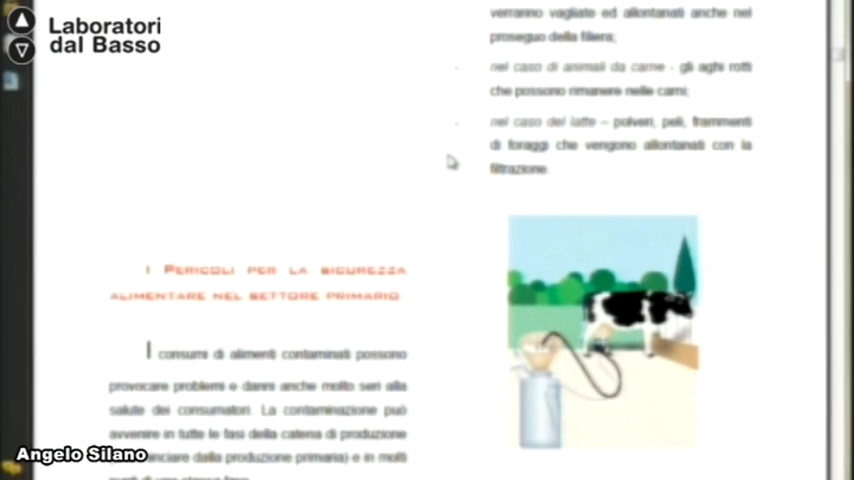 Laboratori
dal Basso
verranno vagliate ed allontanati anche nel
proseguo della filiera;
- nel caso di animali da carne - gli aghi rotti
che possono rimanere nelle carni;
- nel caso del latte – polveri, peli, frammenti
di foraggi che vengono allontanati con la
filtrazione.
I PERICOLI PER LA SICUREZZA
ALIMENTARE NEL SETTORE PRIMARIO
I consumi di alimenti contaminati possono
provocare problemi e danni anche molto seri alla
salute dei consumatori. La contaminazione può
avvenire in tutte le fasi della catena di produzione
dalla produzione primaria) e in molti
Angelo Silano